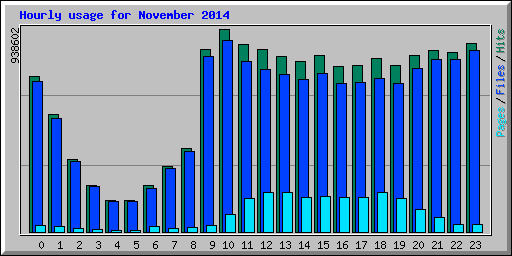 Hourly usage for November 2014
938602
Pages/Files/Hits
0 1 2 3 4 5 6 7 8 9 10 11 12 13 14 15 16 17 18 19 20 21 22 23